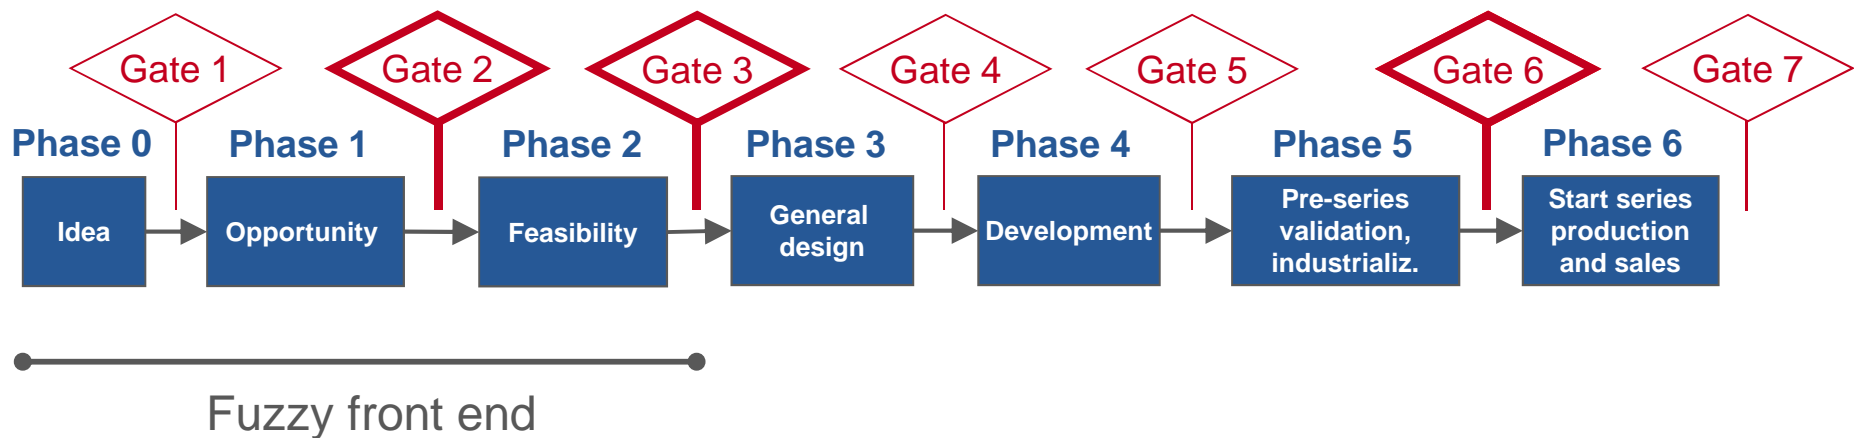 Gate 1
Gate 2
Gate 3
Gate 4
Gate 5
Gate 6
Gate 7
Phase 0
Phase 1
Phase 2
Phase 3
Phase 4
Phase 5
Phase 6
Idea
Opportunity
Feasibility
General
design
Development
Pre-series
validation,
industrializ.
Start series
production
and sales
Fuzzy front end